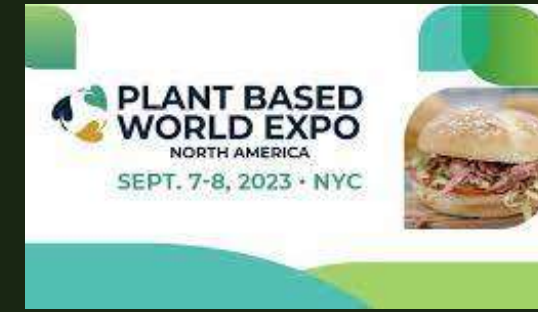 PLANT BASED
WORLD EXPO
NORTH AMERICA
SEPT. 7-8, 2023 • NYC